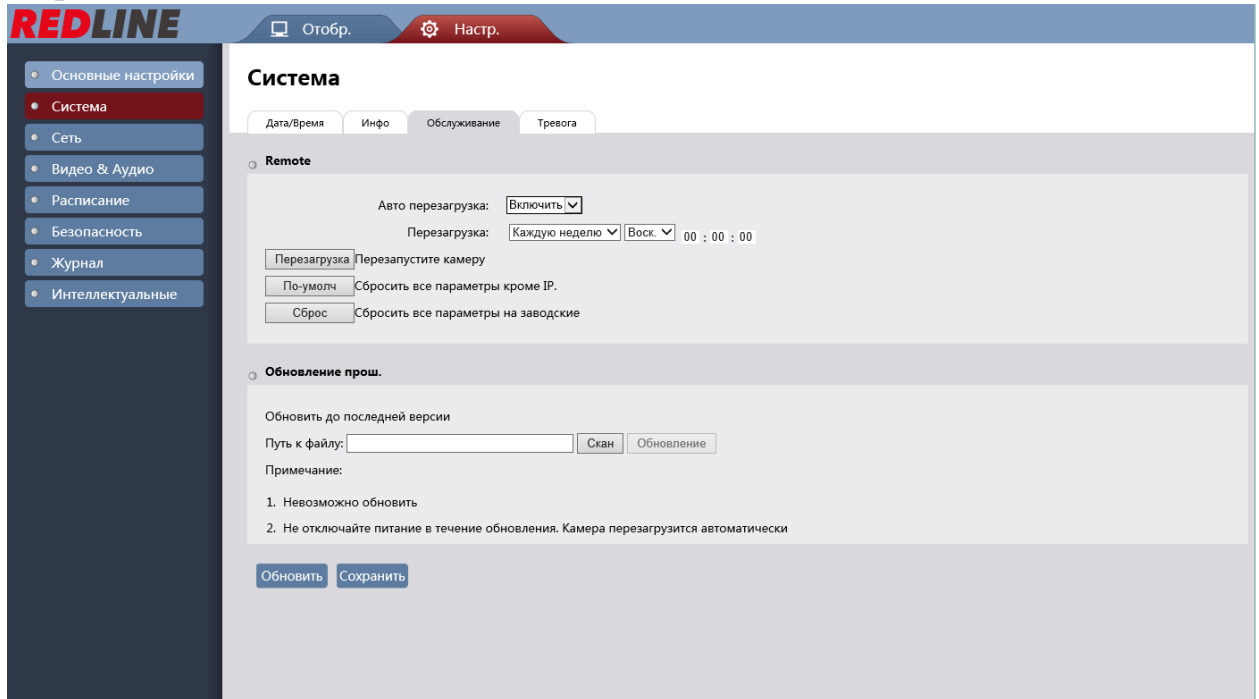 REDLINE
Отобр.
Настр.
Основные настройки
Система
Сеть
Видео & Аудио
Расписание
Безопасность
Журнал
Интеллектуальные
Система
Дата/Время
Инфо
Обслуживание
Тревога
Remote
Авто перезагрузка: Включить
Перезагрузка: Каждую неделю Воск. 00 : 00 : 00
Перезагрузка Перезапустите камеру
По-умолч Сбросить все параметры кроме IP.
Сброс Сбросить все параметры на заводские
Обновление прош.
Обновить до последней версии
Путь к файлу: Скан Обновление
Примечание:
1. Невозможно обновить
2. Не отключайте питание в течение обновления. Камера перезагрузится автоматически
Обновить Сохранить